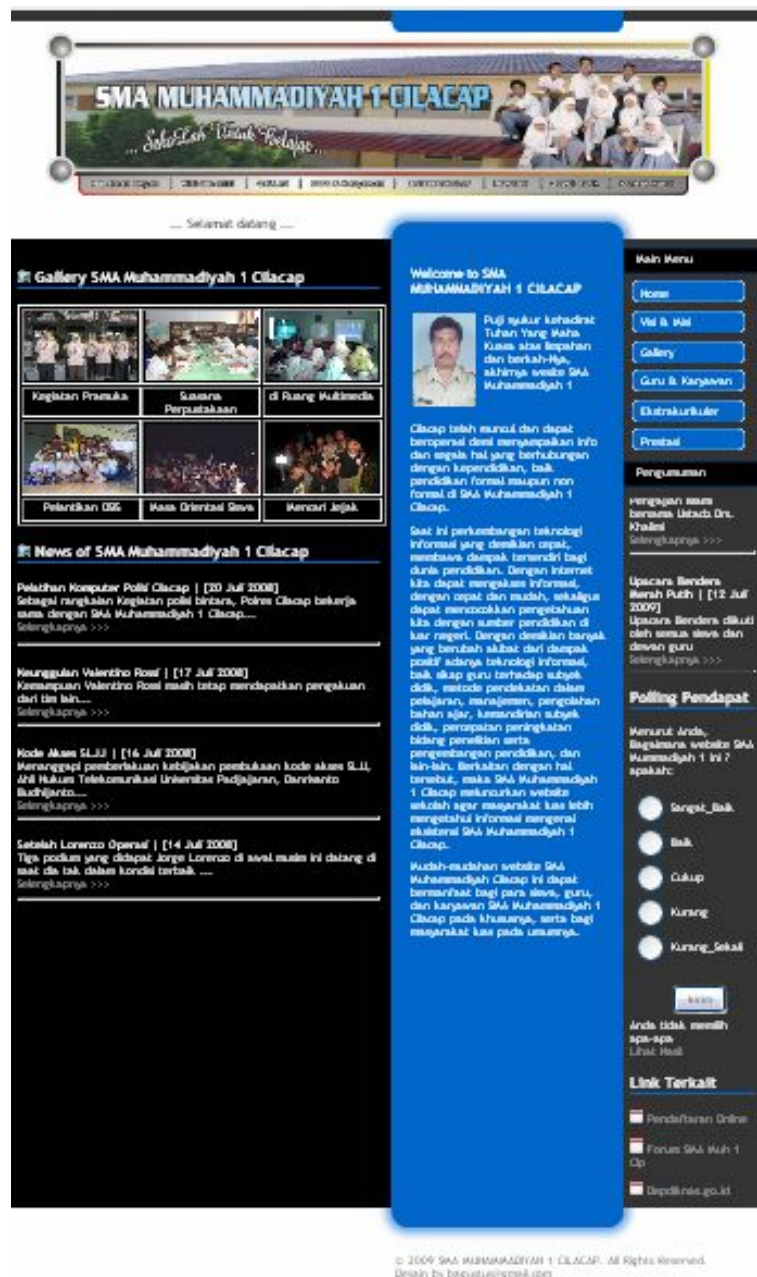 SMA MUHAMMADIYAH 1 CILACAP
... SekoLah Untuk Belajar ...
.... Selamat datang ....
Gallery SMA Muhammadiyah 1 Cilacap
Kegiatan Pramuka
Suasana
Perpustakaan
di Ruang Multimedia
Pelantikan OSIS
Masa Orientasi Siswa
Mencari Jejak
News of SMA Muhammadiyah 1 Cilacap
Pelatihan Komputer Polisi Cilacap | [20 Juli 2008]
Sebagai rangkaian Kegiatan polisi bintara, Polres Cilacap bekerja
sama dengan SMA Muhammadiyah 1 Cilacap....
Selengkapnya >>>
Keunggulan Valentino Rossi | [17 Juli 2008]
Kemampuan Valentino Rossi masih tetap mendapatkan pengakuan
dari tim lain....
Selengkapnya >>>
Kode Akses SLJJ | [16 Juli 2008]
Menanggapi pemberlakuan kebijakan pembukaan kode akses SLJJ,
Ahli Hukum Telekomunikasi Universitas Padjajaran, Danrivanto
Budhijanto....
Selengkapnya >>>
Setelah Lorenzo Operasi | [14 Juli 2008]
Tiga podium yang didapat Jorge Lorenzo di awal musim ini datang di
saat dia tak dalam kondisi terbaik ....
Selengkapnya >>>
Welcome to SMA
MUHAMMADIYAH 1 CILACAP
Puji syukur kehadirat
Tuhan Yang Maha
Kuasa atas limpahan
dan berkah-Nya,
akhirnya wesite SMA
Muhammadiyah 1
Cilacap telah muncul dan dapat
beroperasi demi menyampaikan info
dan segala hal yang berhubungan
dengan kependidikan, baik
pendidikan formal maupun non
formal di SMA Muhammadiyah 1
Cilacap.
Saat ini perkembangan teknologi
informasi yang demikian cepat,
membawa dampak tersendiri bagi
dunia pendidikan. Dengan internet
kita dapat mengakses informasi,
dengan cepat dan mudah, sekaligus
dapat mencocokkan pengetahuan
kita dengan sumber pendidikan di
luar negeri. Dengan demikian banyak
yang berubah akibat dari dampak
positif adanya teknologi informasi,
baik sikap guru terhadap subyek
didik, metode pendekatan dalam
pelajaran, manajemen, pengolahan
bahan ajar, kemandirian subyek
didik, percepatan peningkatan
bidang penelitian serta
pengembangan pendidikan, dan
lain-lain. Berkaitan dengan hal
tersebut, maka SMA Muhammadiyah
1 Cilacap meluncurkan website
sekolah agar masyarakat luas lebih
mengetahui informasi mengenai
eksistensi SMA Muhammadiyah 1
Cilacap.
Mudah-mudahan website SMA
Muhammadiyah Cilacap ini dapat
bermanfaat bagi para siswa, guru,
dan karyawan SMA Muhammadiyah 1
Cilacap pada khususnya, serta bagi
masyarakat luas pada umumnya.
Main Menu
Home
Visi & Misi
Gallery
Guru & Karyawan
Ekstrakurikuler
Prestasi
Pengumuman
Pengajian Islami
bersama Ustadz Drs.
Kholimi
Selengkapnya >>>
Upacara Bendera
Merah Putih | [12 Juli
2009]
Upacara Bendera diikuti
oleh semua siswa dan
dewan guru
Selengkapnya >>>
Polling Pendapat
Menurut Anda,
Bagaimana website SMA
Mummadiyah 1 ini ?
apakah:
Sangat_Baik
Baik
Cukup
Kurang
Kurang_Sekali
Anda tidak memilih
apa-apa
Lihat Hasil
Link Terkait
Pendaftaran Online
Forum SMA Muh 1
Clp
Depdiknas.go.id
© 2009 SMA MUHAMMADIYAH 1 CILACAP. All Rights Reserved.
Desain by